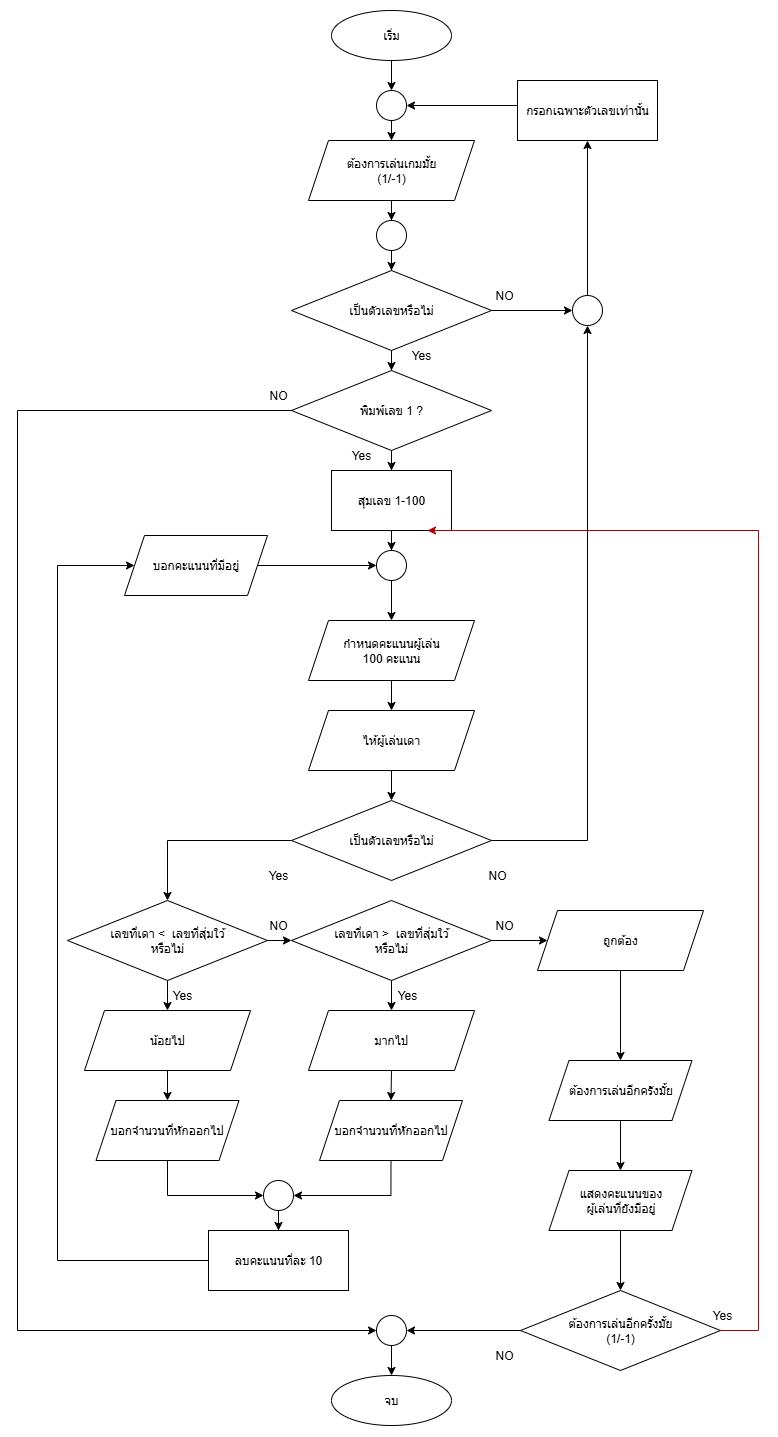 เริ่ม
กรอกเฉพาะตัวเลขเท่านั้น
ต้องการเล่นเกมมั้ย
(1/-1)
เป็นตัวเลขหรือไม่
NO
Yes
NO
พิมพ์เลข 1 ?
Yes
สุมเลข 1-100
บอกคะแนนที่มีอยู่
กำหนดคะแนนผู้เล่น
100 คะแนน
ไห้ผู้เล่นเดา
เป็นตัวเลขหรือไม่
Yes
NO
เลขที่เดา < เลขที่สุ่มใว้
หรือไม่
NO
เลขที่เดา > เลขที่สุ่มใว้
หรือไม่
NO
ถูกต้อง
Yes
Yes
น้อยไป
มากไป
ต้องการเล่นอีกครังมั้ย
บอกจำนวนที่หักออกไป
บอกจำนวนที่หักออกไป
แสดงคะแนนของ
ผู้เล่นที่ยังมีอยู่
ลบคะแนนทีละ 10
ต้องการเล่นอีกครั้งมั้ย
(1/-1)
Yes
NO
จบ